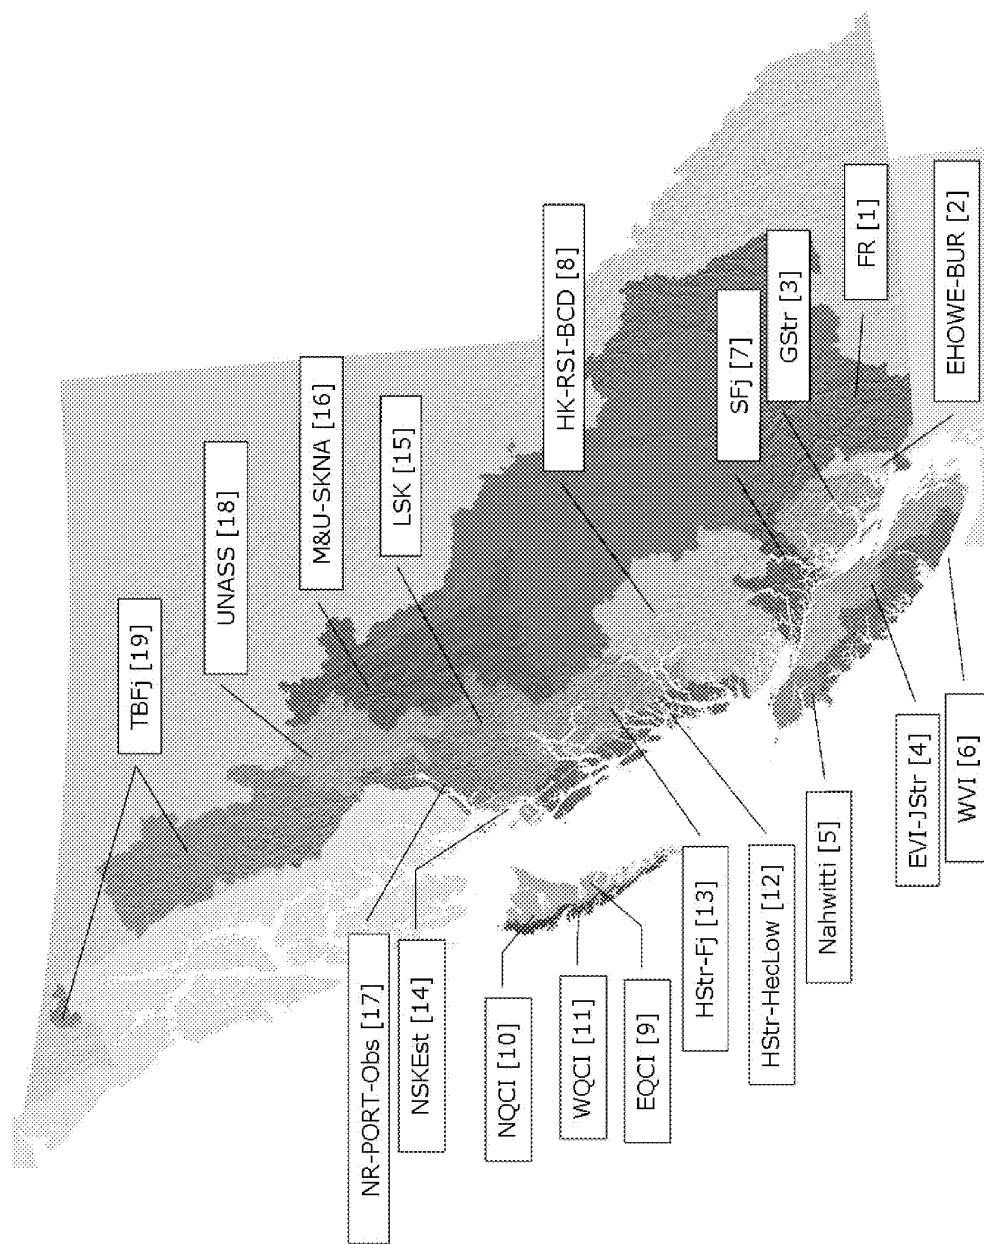 TBFj [19]
UNASS [18]
M&U-SKNA [16]
LSK [15]
HK-RSI-BCD [8]
SFj [7]
GStr [3]
FR [1]
EHOWE-BUR [2]
NR-PORT-Obs [17]
NSKEst [14]
NQCI [10]
WQCI [11]
EQCI [9]
HStr-Fj [13]
HStr-HecLow [12]
Nahwitti [5]
EVI-JStr [4]
WVI [6]